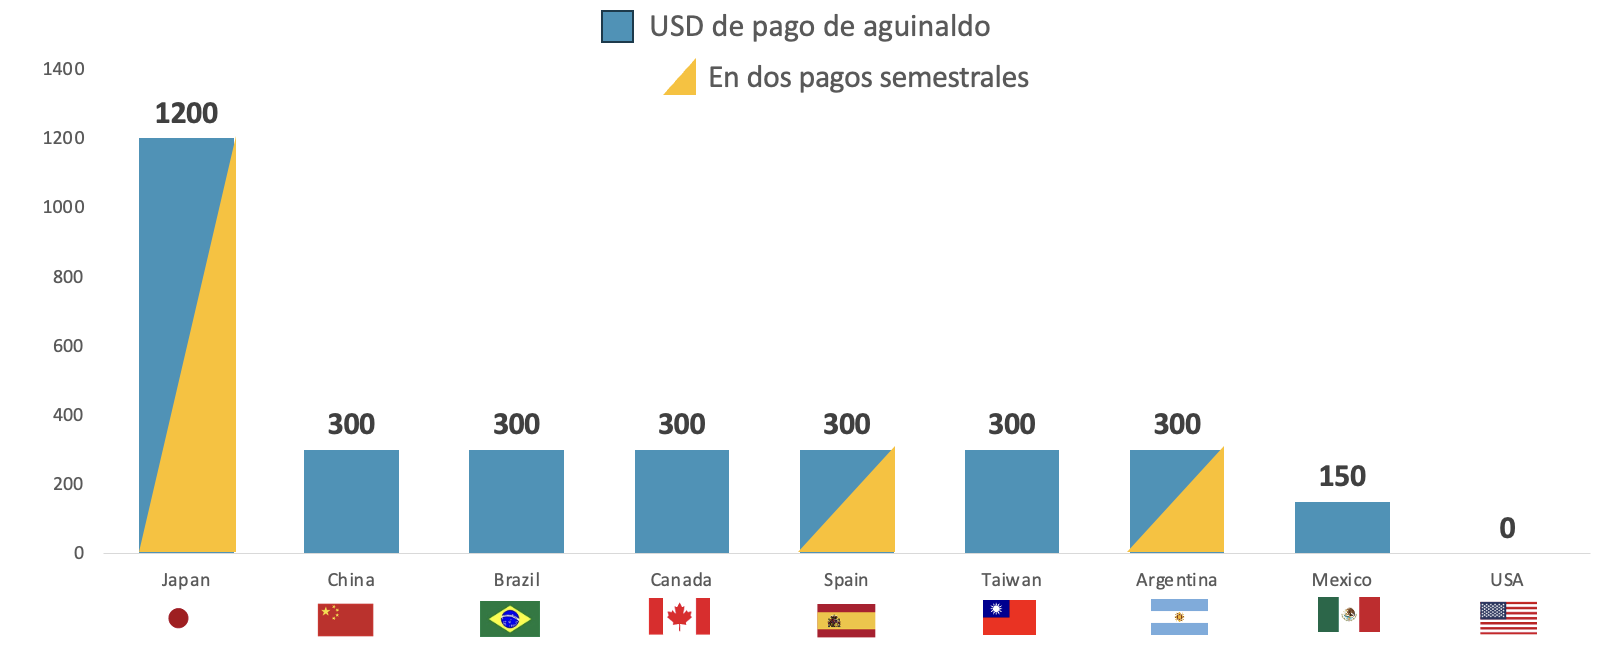 USD de pago de aguinaldo
En dos pagos semestrales
1400
1200
1000
800
600
400
200
0
1200
300
300
300
300
300
300
150
0
Japan
China
Brazil
Canada
Spain
Taiwan
Argentina
Mexico
USA